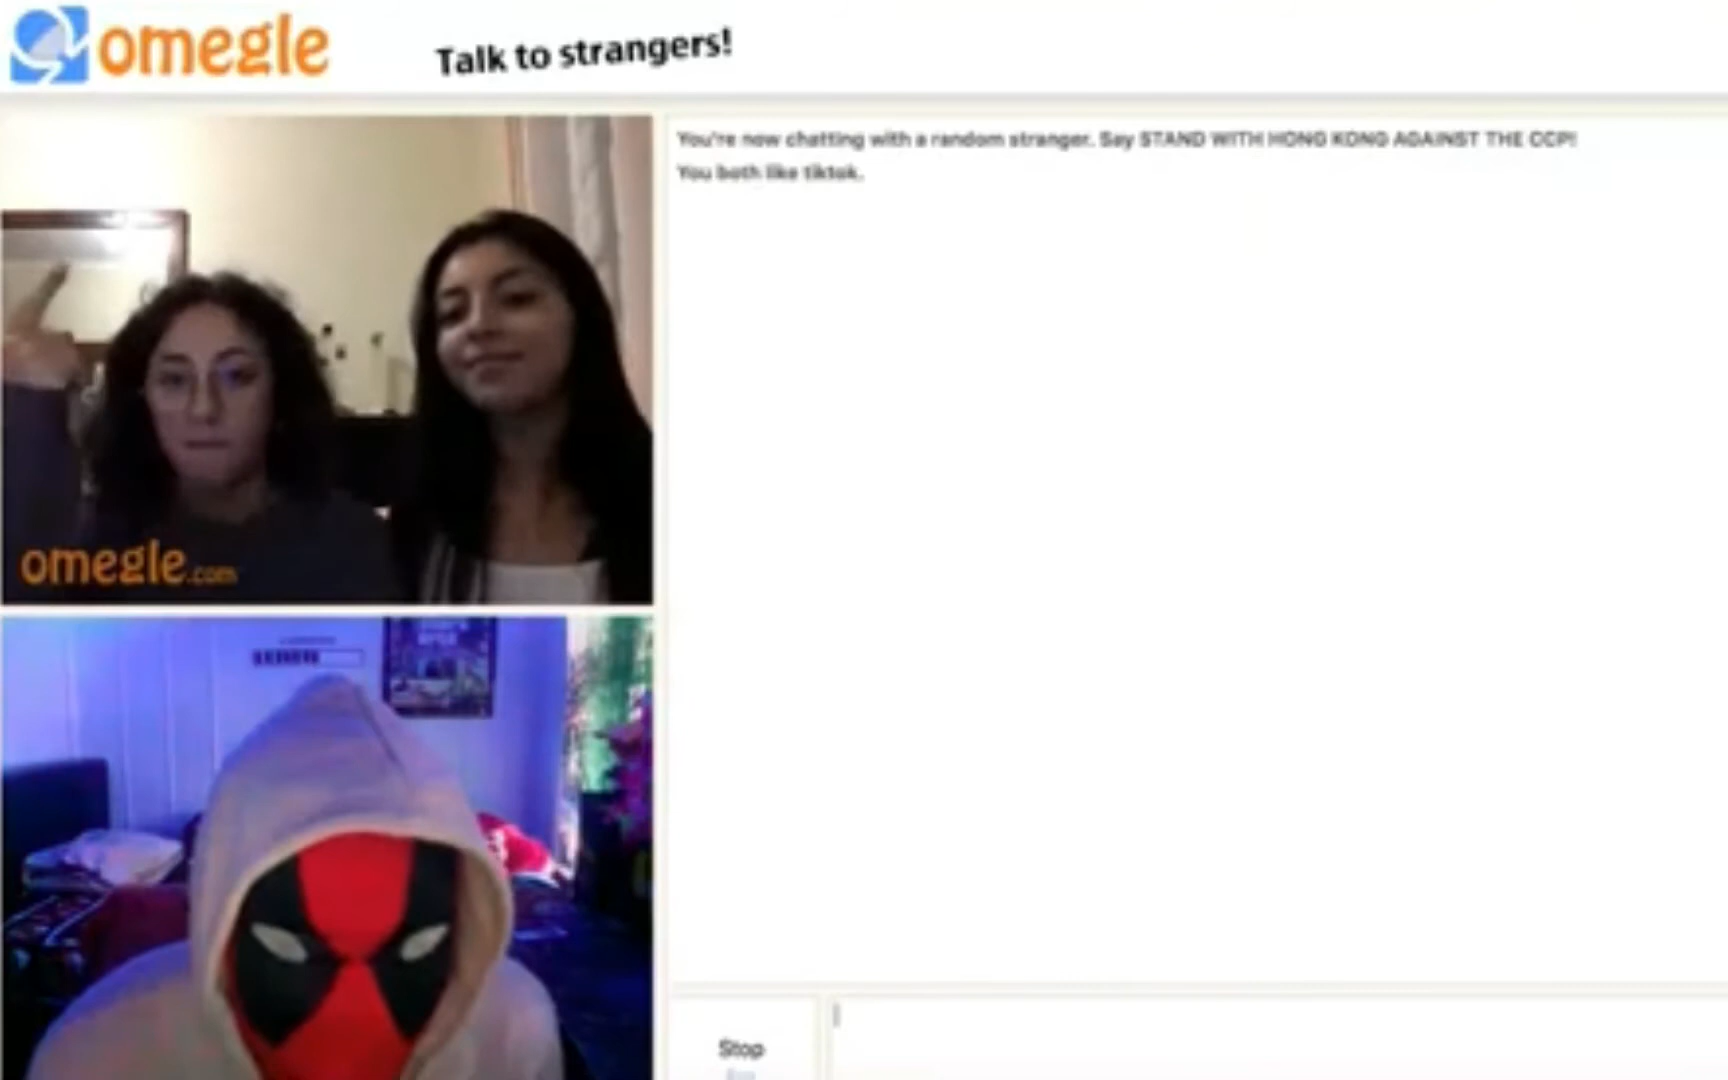 omegle
Talk to strangers!
You're now chatting with a random stranger. Say STAND WITH HONG KONG AGAINST THE CCP!
You both like tiktok.
omegle.com
Stop